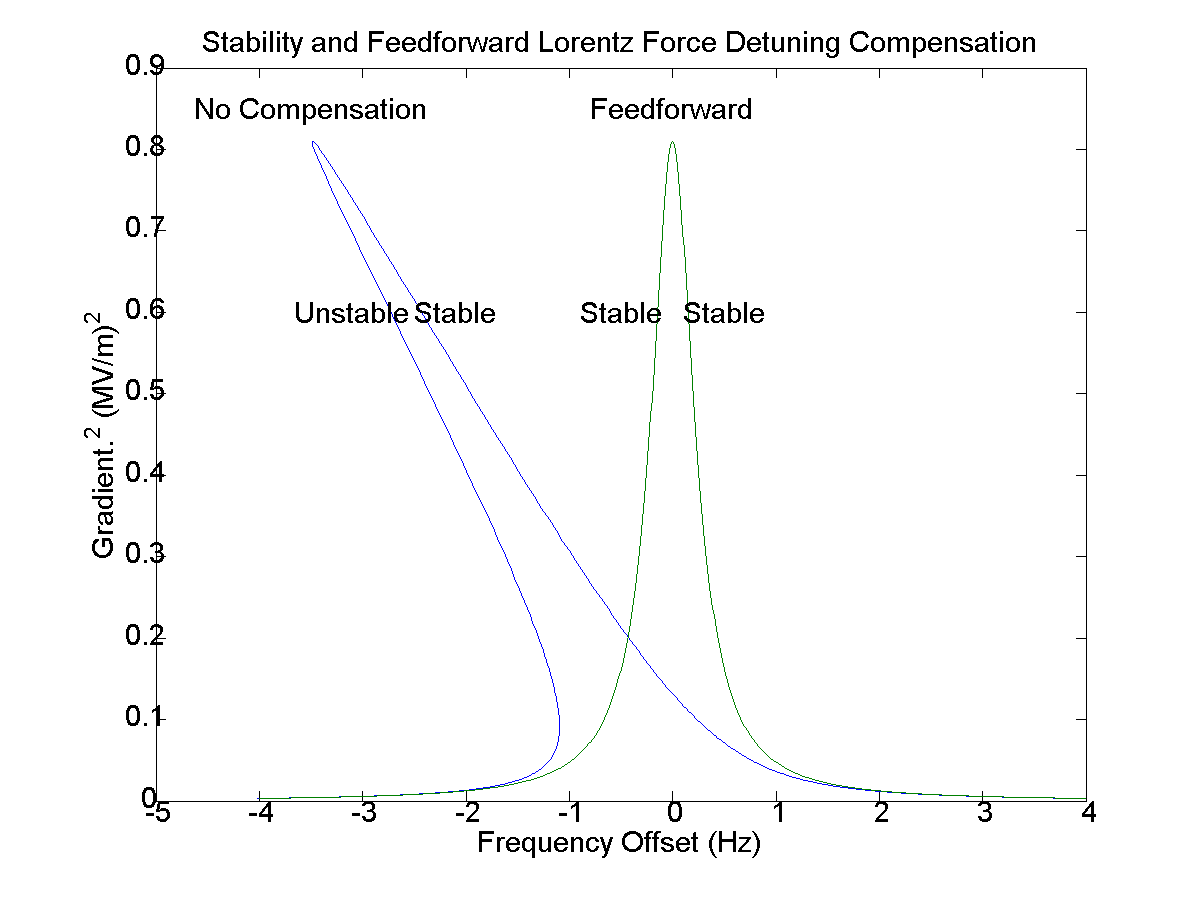 Stability and Feedforward Lorentz Force Detuning Compensation
0.9
No Compensation Feedforward
0.8
0.7
0.6
Unstable Stable Stable Stable
0.5
0.4
0.3
0.2
0.1
0
Gradient.² (MV/m)²
-5 -4 -3 -2 -1 0 1 2 3 4
Frequency Offset (Hz)